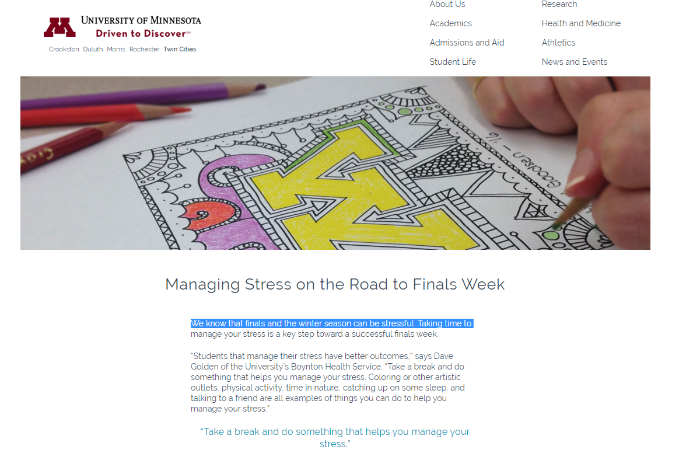 UNIVERSITY OF MINNESOTA
Driven to Discover℠
Crookston Duluth Morris Rochester Twin Cities
About Us
Academics
Admissions and Aid
Student Life
Research
Health and Medicine
Athletics
News and Events
Managing Stress on the Road to Finals Week
We know that finals and the winter season can be stressful. Taking time to
manage your stress is a key step toward a successful finals week.
"Students that manage their stress have better outcomes," says Dave
Golden of the University's Boynton Health Service. "Take a break and do
something that helps you manage your stress. Coloring or other artistic
outlets, physical activity, time in nature, catching up on some sleep, and
talking to a friend are all examples of things you can do to help you
manage your stress."
"Take a break and do something that helps you manage your
stress."